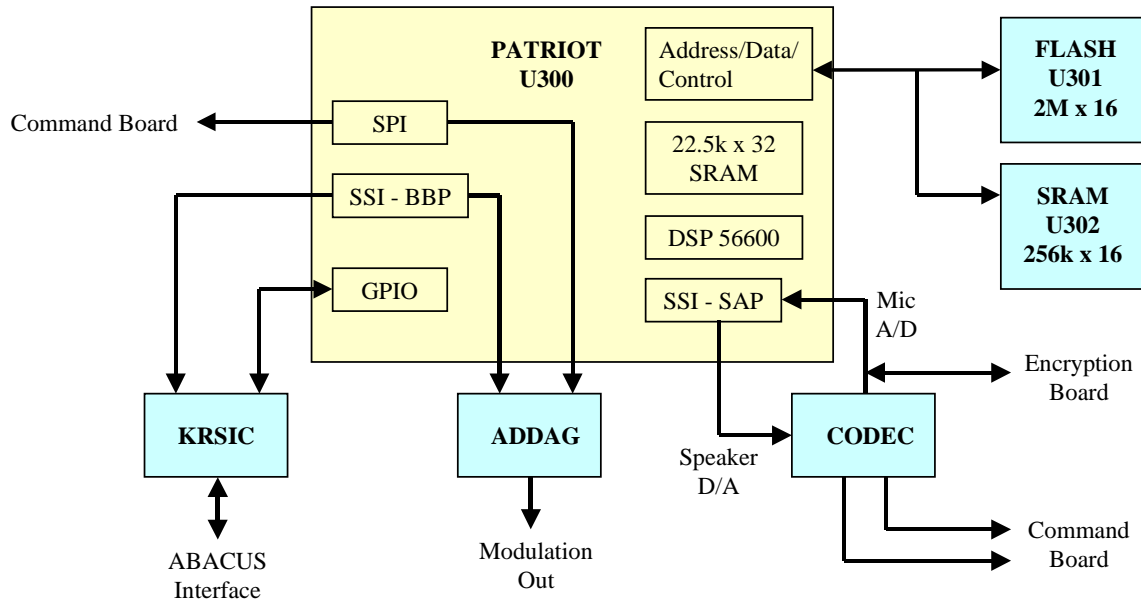 PATRIOT
U300
Address/Data/
Control
FLASH
U301
2M x 16
Command Board
SPI
22.5k x 32
SRAM
SSI - BBP
SRAM
U302
256k x 16
DSP 56600
GPIO
SSI - SAP
Mic
A/D
Encryption
Board
KRSIC
ADDAG
CODEC
Speaker
D/A
ABACUS
Interface
Modulation
Out
Command
Board